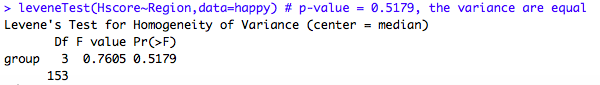 > leveneTest(Hscore~Region,data=happy) # p-value = 0.5179, the variance are equal
Levene's Test for Homogeneity of Variance (center = median)
Df F value Pr(>F)
group 3 0.7605 0.5179
153